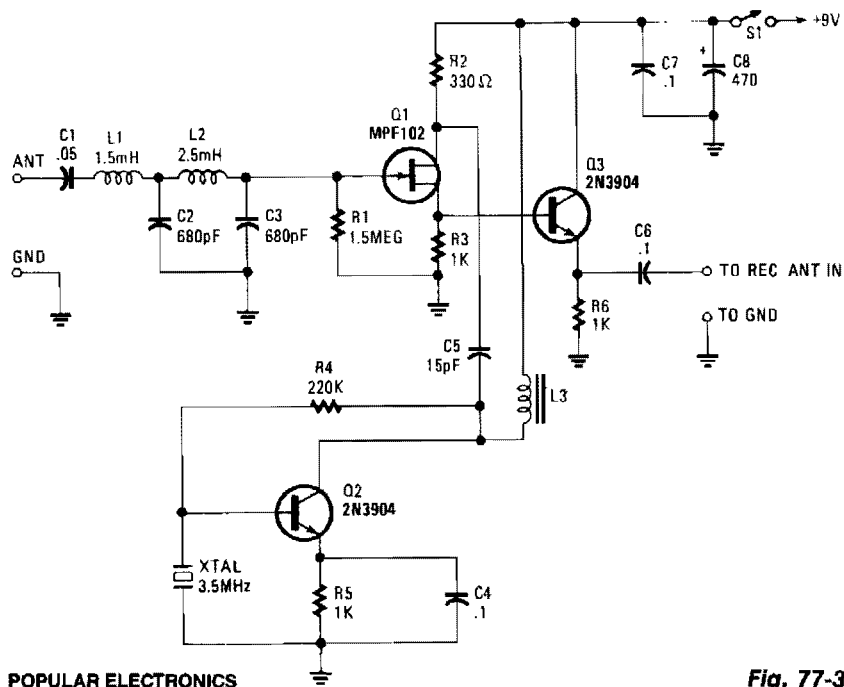 +9V
S1
R2
330Ω
C7
.1
+
C8
470
Q1
MPF102
C1
.05
L1
1.5mH
L2
2.5mH
ANT
Q3
2N3904
C2
680pF
C3
680pF
R1
1.5MEG
R3
1K
C6
.1
GND
TO REC ANT IN
R6
1K
TO GND
C5
15pF
R4
220K
L3
Q2
2N3904
XTAL
3.5MHz
R5
1K
C4
.1
POPULAR ELECTRONICS
Fig. 77-3